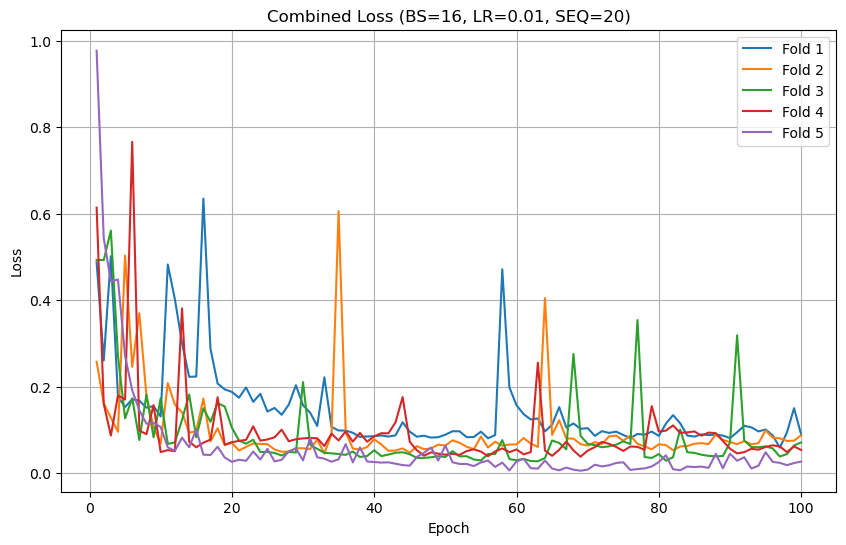 Combined Loss (BS=16, LR=0.01, SEQ=20)
Loss
1.0
0.8
0.6
0.4
0.2
0.0
Fold 1
Fold 2
Fold 3
Fold 4
Fold 5
0 20 40 60 80 100
Epoch